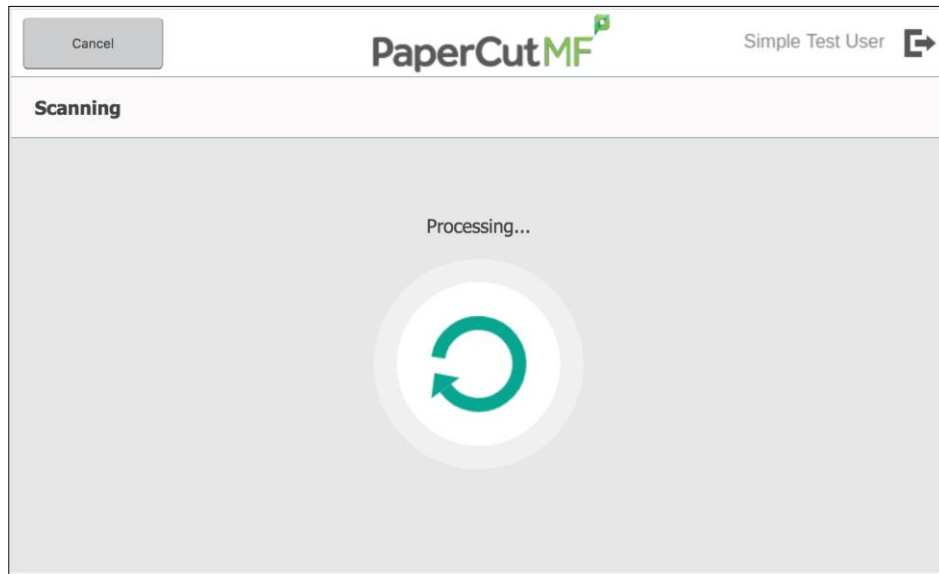 Cancel
PaperCutMF
Simple Test User
Scanning
Processing...